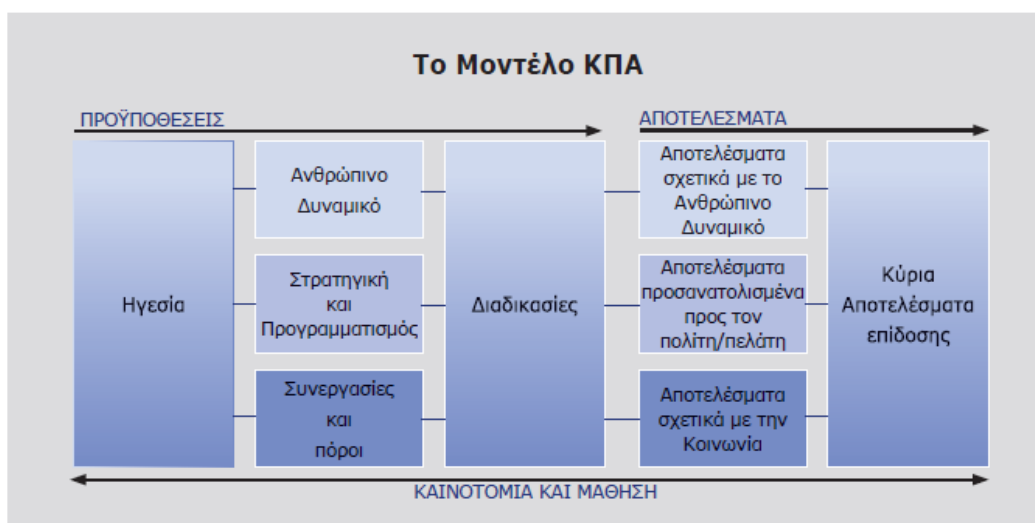 Το Μοντέλο ΚΠΑ
ΠΡΟΫΠΟΘΕΣΕΙΣ
ΑΠΟΤΕΛΕΣΜΑΤΑ
Ηγεσία
Ανθρώπινο
Δυναμικό
Στρατηγική
και
Προγραμματισμός
Συνεργασίες
και
πόροι
Διαδικασίες
Αποτελέσματα
σχετικά με το
Ανθρώπινο
Δυναμικό
Αποτελέσματα
προσανατολισμένα
προς τον
πολίτη/πελάτη
Αποτελέσματα
σχετικά με την
Κοινωνία
Κύρια
Αποτελέσματα
επίδοσης
ΚΑΙΝΟΤΟΜΙΑ ΚΑΙ ΜΑΘΗΣΗ